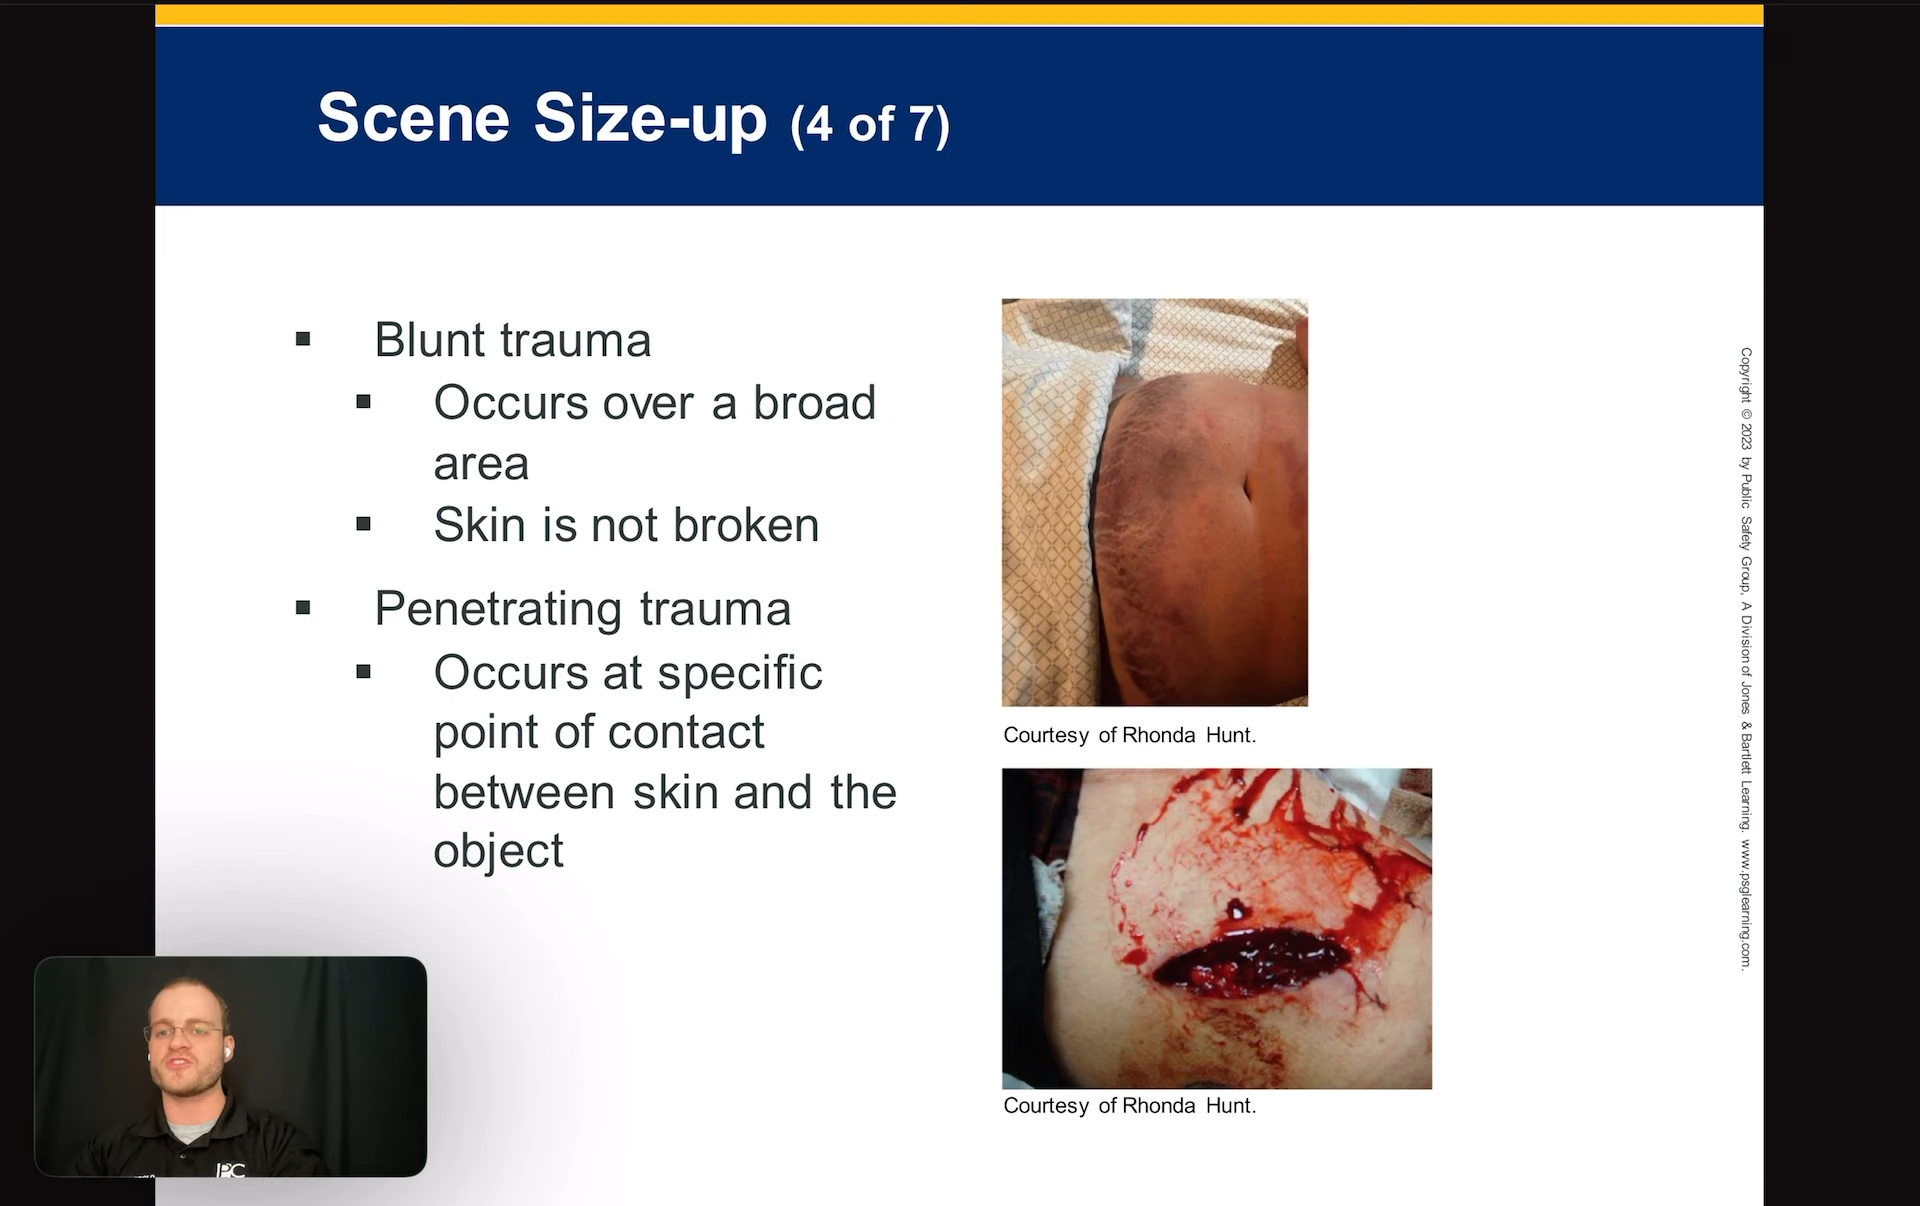 Scene Size-up (4 of 7)
▪ Blunt trauma
▪ Occurs over a broad
area
▪ Skin is not broken
▪ Penetrating trauma
▪ Occurs at specific
point of contact
between skin and the
object
Courtesy of Rhonda Hunt.
Courtesy of Rhonda Hunt.
Copyright © 2023 by Public Safety Group, A Division of Jones & Bartlett Learning. www.psglearning.com.